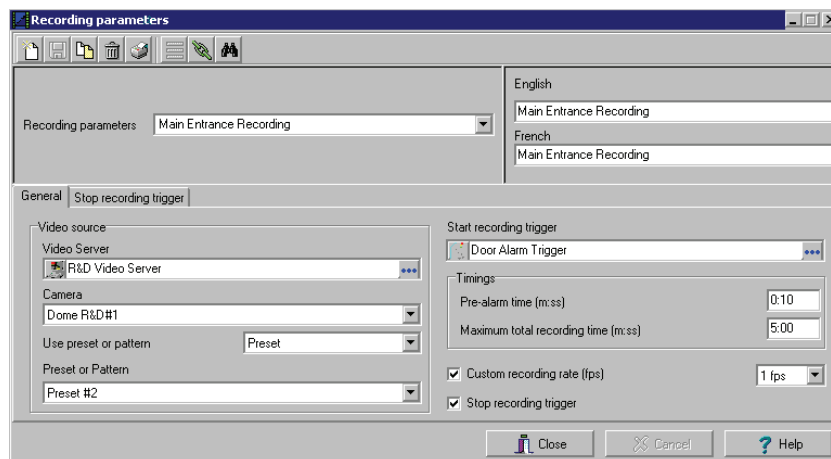 Recording parameters
English
Main Entrance Recording
Recording parameters Main Entrance Recording
French
Main Entrance Recording
General Stop recording trigger
Video source
Video Server
R&D Video Server
Camera
Dome R&D#1
Use preset or pattern Preset
Preset or Pattern
Preset #2
Start recording trigger
Door Alarm Trigger
Timings
Pre-alarm time (m:ss) 0:10
Maximum total recording time (m:ss) 5:00
Custom recording rate (fps) 1 fps
Stop recording trigger
Close Cancel Help